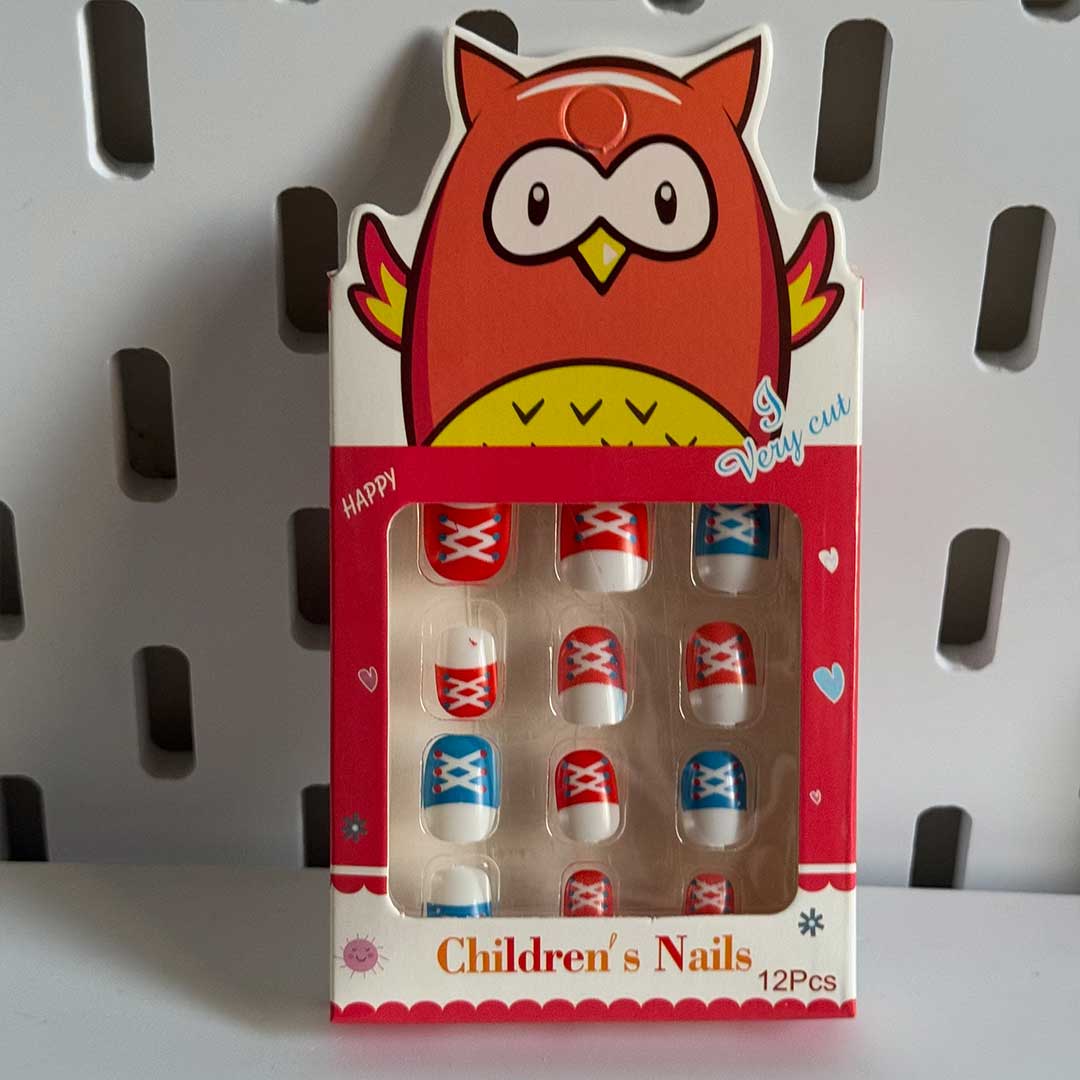 I
Very cut
HAPPY
Children's Nails
12Pcs